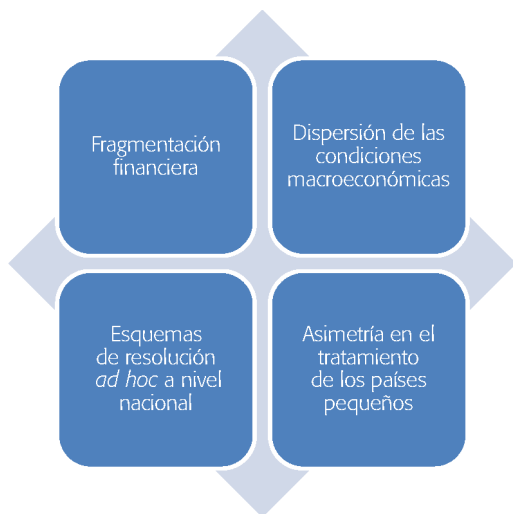 Fragmentación
financiera
Dispersión de las
condiciones
macroeconómicas
Esquemas
de resolución
ad hoc a nivel
nacional
Asimetría en el
tratamiento
de los países
pequeños